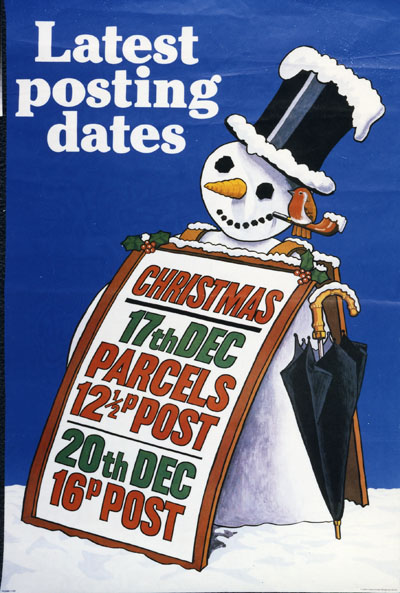 Latest
posting
dates
CHRISTMAS
17th DEC
PARCELS
12½p POST
20th DEC
16p POST